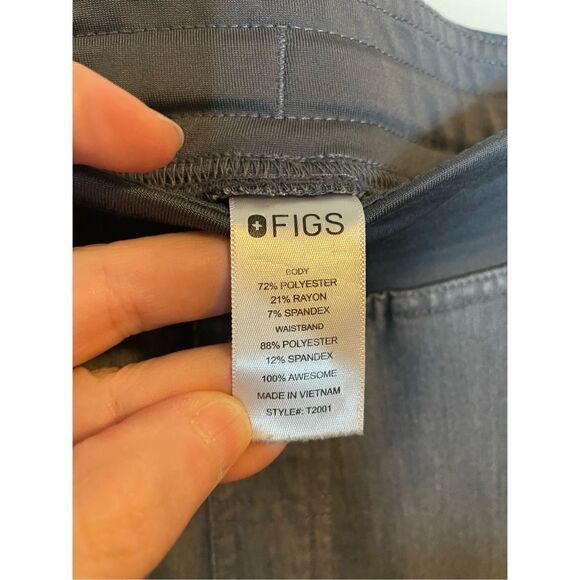 FIGS
BODY
72% POLYESTER
21% RAYON
7% SPANDEX
WAISTBAND
88% POLYESTER
12% SPANDEX
100% AWESOME
MADE IN VIETNAM
STYLE#: T2001